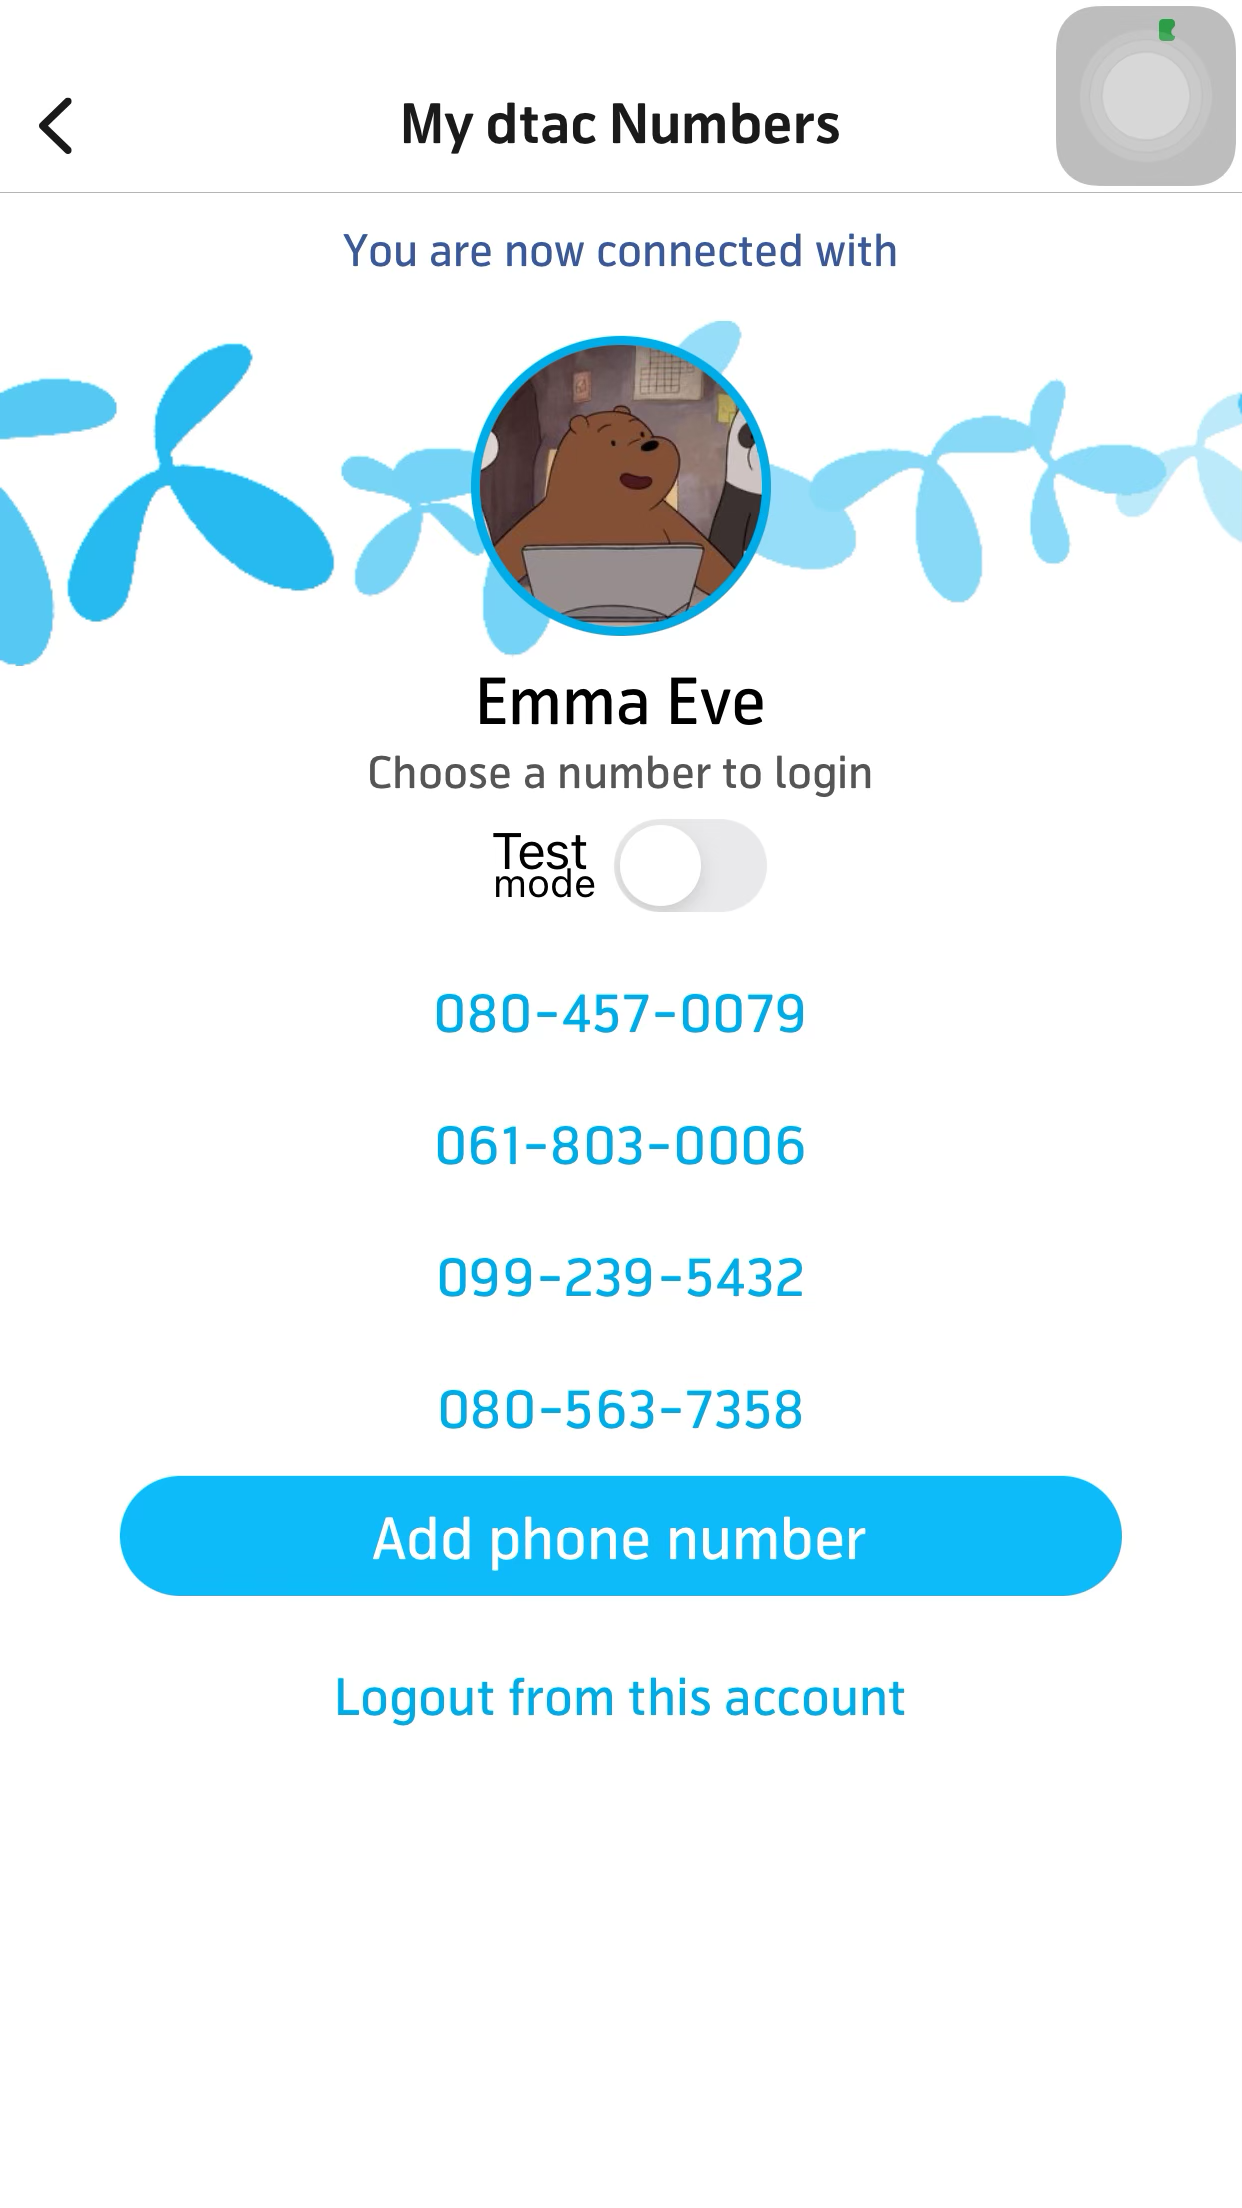 My dtac Numbers
You are now connected with
Emma Eve
Choose a number to login
Test
mode
080-457-0079
061-803-0006
099-239-5432
080-563-7358
Add phone number
Logout from this account